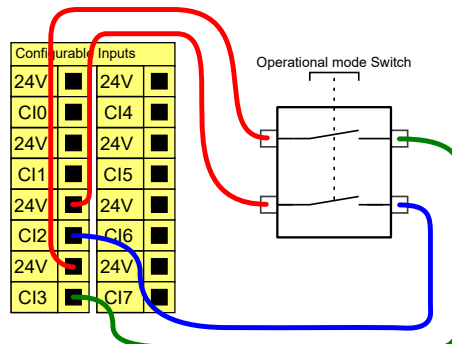 Configurable Inputs
Operational mode Switch
24V 24V
CI0 CI4
24V 24V
CI1 CI5
24V 24V
CI2 CI6
24V 24V
CI3 CI7